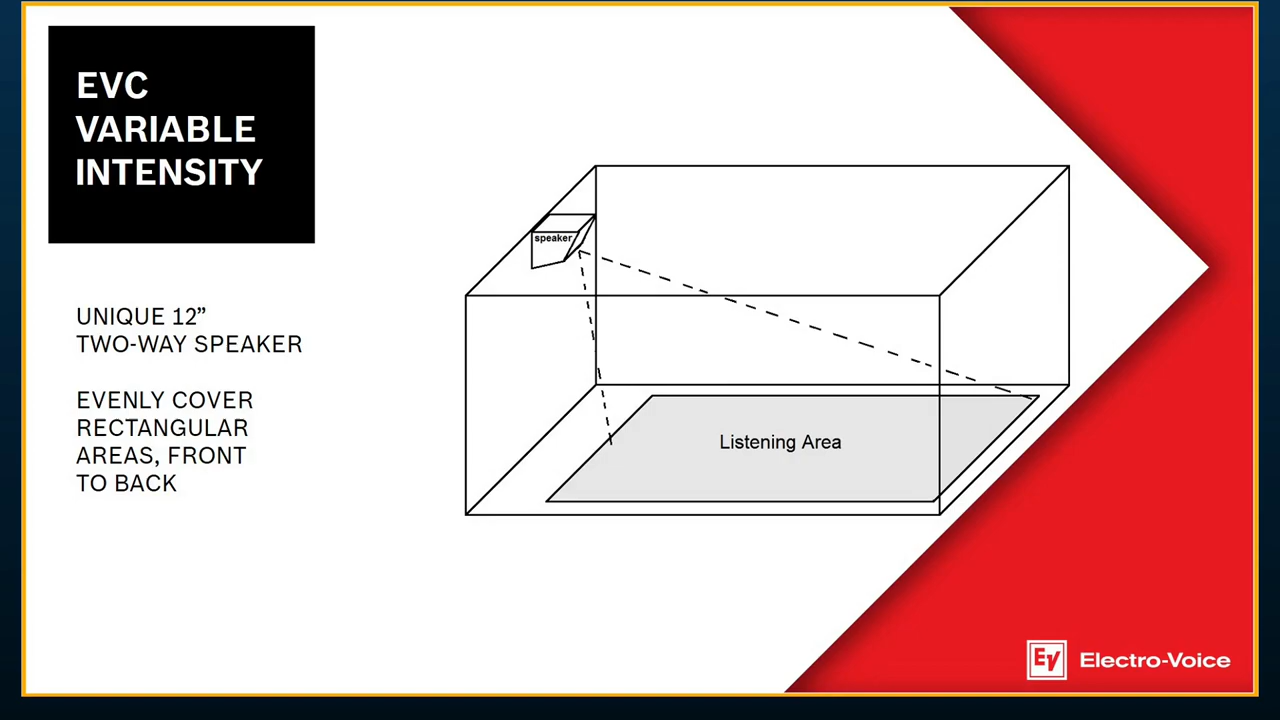 EVC
VARIABLE
INTENSITY
UNIQUE 12”
TWO-WAY SPEAKER
EVENLY COVER
RECTANGULAR
AREAS, FRONT
TO BACK
speaker
Listening Area
EV Electro-Voice